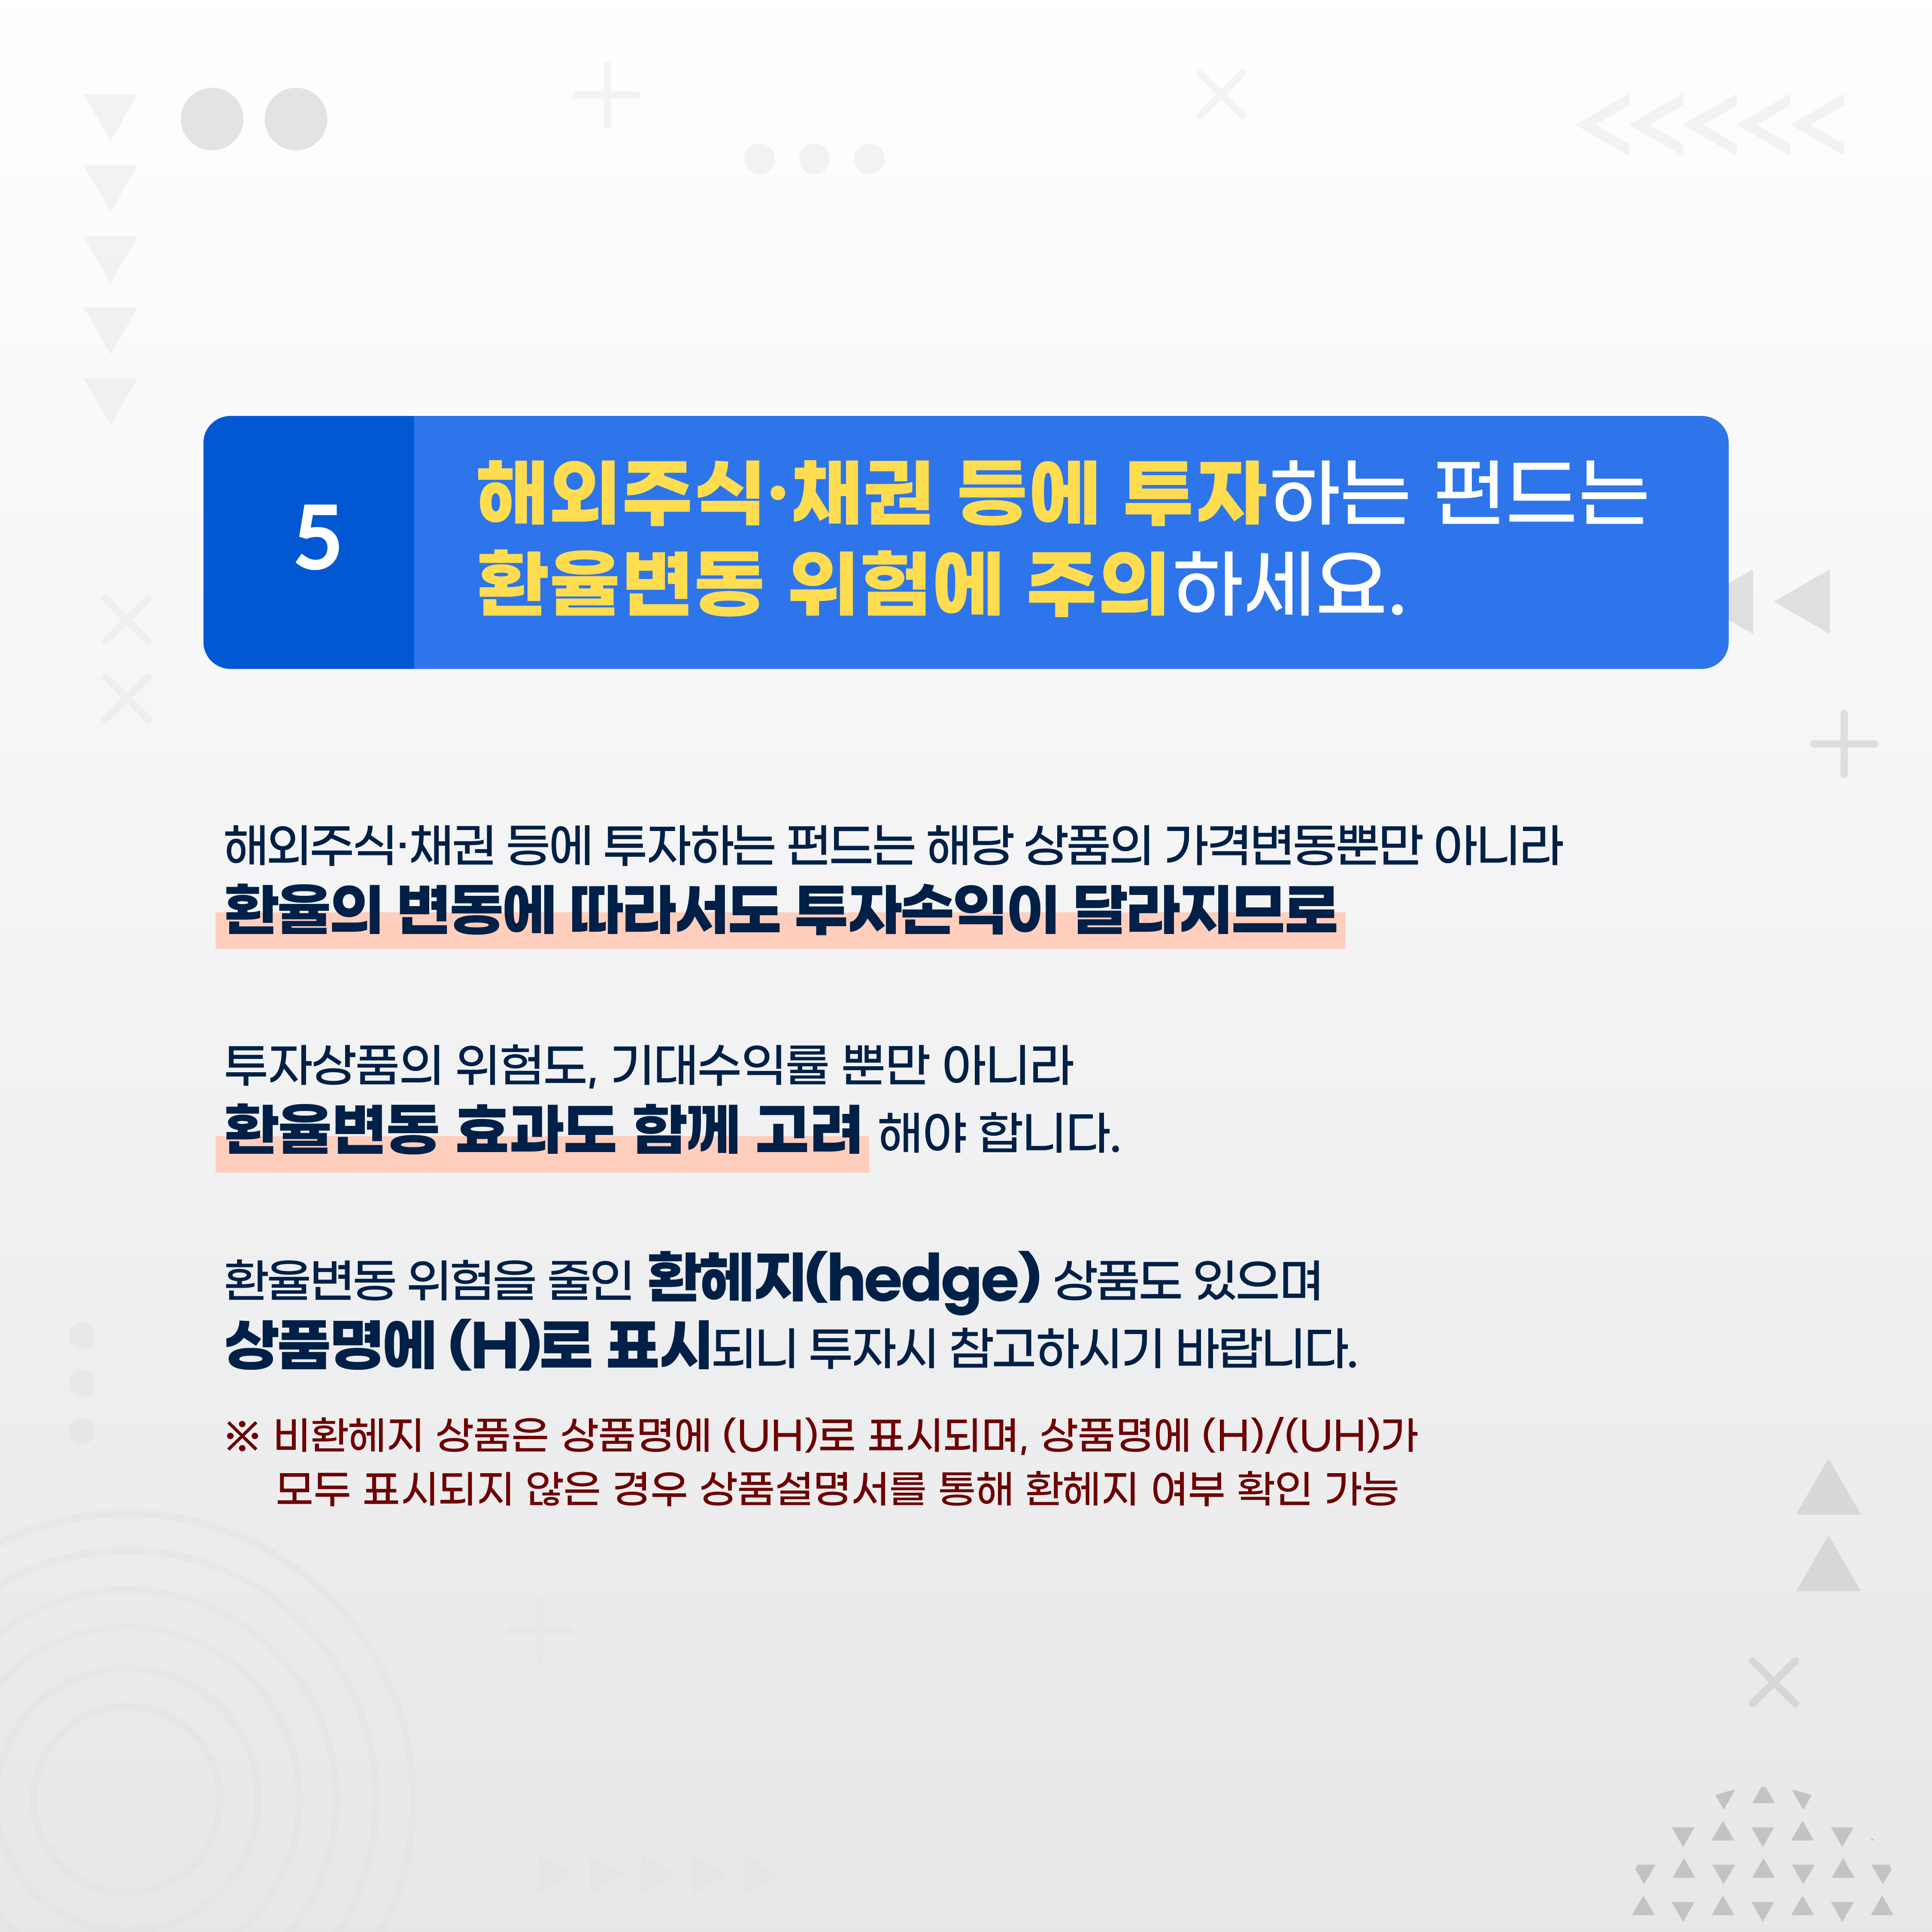 5
해외주식·채권 등에 투자하는 펀드는
환율변동 위험에 주의하세요.
해외주식·채권 등에 투자하는 펀드는 해당 상품의 가격변동뿐만 아니라
환율의 변동에 따라서도 투자손익이 달라지므로
투자상품의 위험도, 기대수익률 뿐만 아니라
환율변동 효과도 함께 고려 해야 합니다.
환율변동 위험을 줄인 환헤지(hedge) 상품도 있으며
상품명에 (H)로 표시되니 투자시 참고하시기 바랍니다.
※ 비환헤지 상품은 상품명에 (UH)로 표시되며, 상품명에 (H)/(UH)가
모두 표시되지 않은 경우 상품설명서를 통해 환헤지 여부 확인 가능